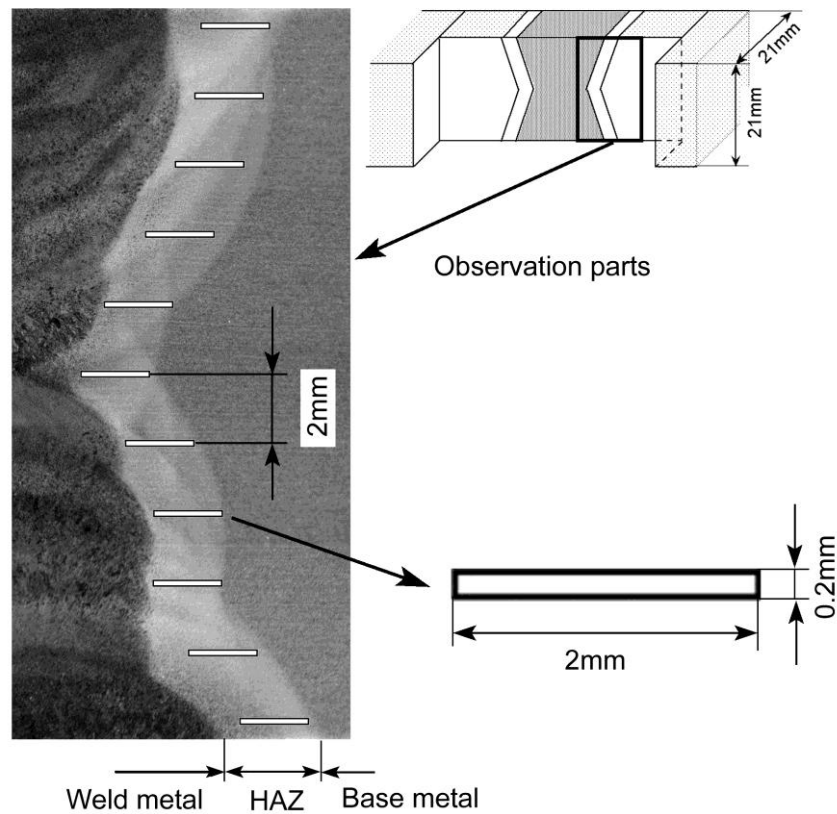 21mm
21mm
Observation parts
2mm
0.2mm
2mm
Weld metal
HAZ
Base metal